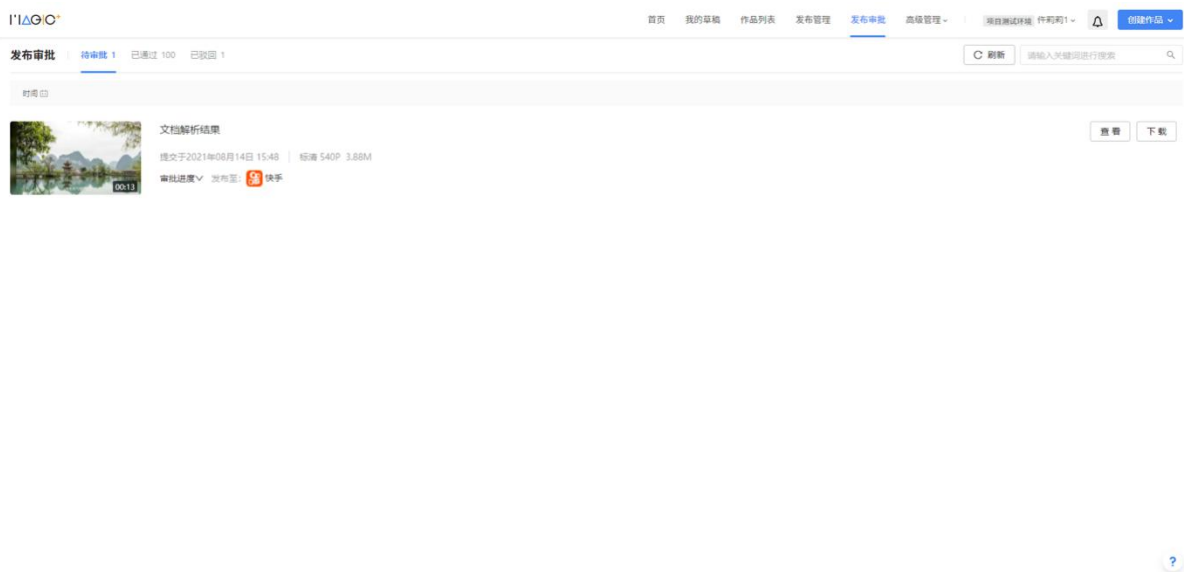 MAGIC+ 首页 我的草稿 作品列表 发布管理 发布审批 高级管理 项目测试环境 仵莉莉1 创建作品
发布审批 待审批 1 已通过 100 已驳回 1 刷新 请输入关键词进行搜索
时间
文档解析结果 查看 下载
提交于2021年08月14日 15:48 标清 540P 3.88M
00:13 审批进度 发布至: 快手
?